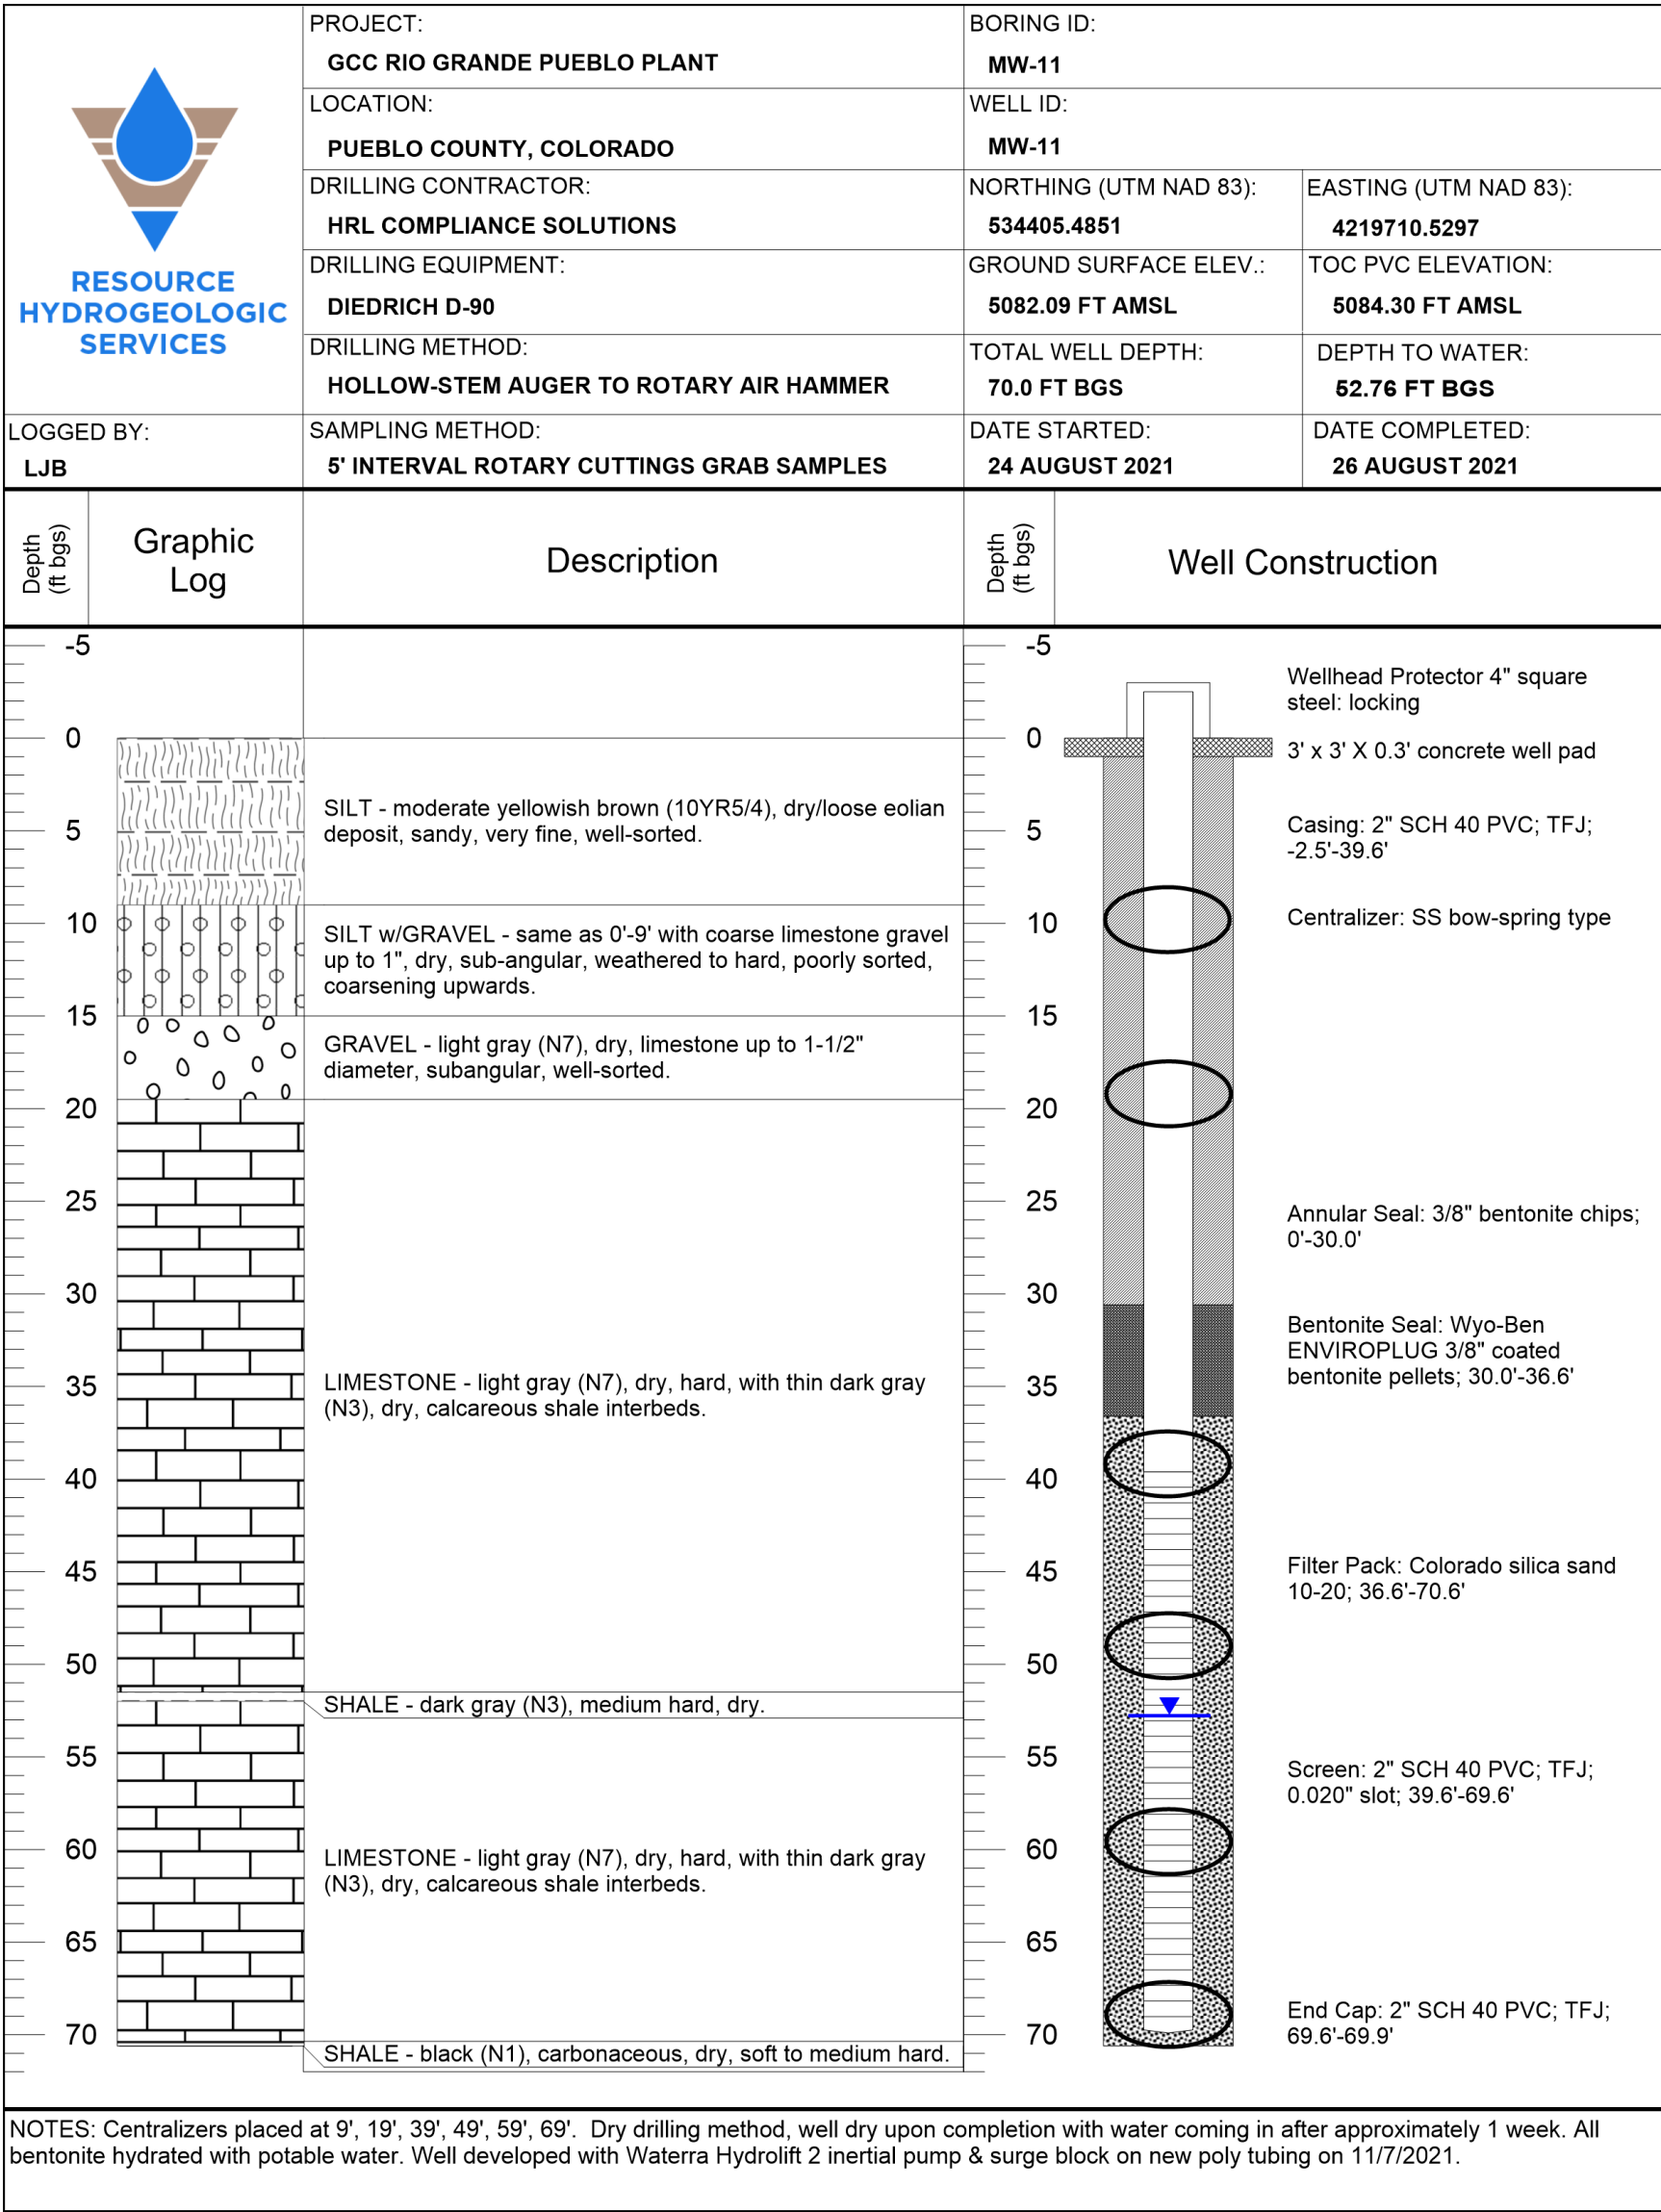 RESOURCE
HYDROGEOLOGIC
SERVICES
LOGGED BY:
LJB
PROJECT:
GCC RIO GRANDE PUEBLO PLANT
LOCATION:
PUEBLO COUNTY, COLORADO
DRILLING CONTRACTOR:
HRL COMPLIANCE SOLUTIONS
DRILLING EQUIPMENT:
DIEDRICH D-90
DRILLING METHOD:
HOLLOW-STEM AUGER TO ROTARY AIR HAMMER
SAMPLING METHOD:
5' INTERVAL ROTARY CUTTINGS GRAB SAMPLES
BORING ID:
MW-11
WELL ID:
MW-11
NORTHING (UTM NAD 83):
534405.4851
EASTING (UTM NAD 83):
4219710.5297
GROUND SURFACE ELEV.:
5082.09 FT AMSL
TOC PVC ELEVATION:
5084.30 FT AMSL
TOTAL WELL DEPTH:
70.0 FT BGS
DEPTH TO WATER:
52.76 FT BGS
DATE STARTED:
24 AUGUST 2021
DATE COMPLETED:
26 AUGUST 2021
Depth
(ft bgs)
Graphic
Log
Description
Depth
(ft bgs)
Well Construction
-5
0
5
10
15
20
25
30
35
40
45
50
55
60
65
70
SILT - moderate yellowish brown (10YR5/4), dry/loose eolian
deposit, sandy, very fine, well-sorted.
SILT w/GRAVEL - same as 0'-9' with coarse limestone gravel
up to 1", dry, sub-angular, weathered to hard, poorly sorted,
coarsening upwards.
GRAVEL - light gray (N7), dry, limestone up to 1-1/2"
diameter, subangular, well-sorted.
LIMESTONE - light gray (N7), dry, hard, with thin dark gray
(N3), dry, calcareous shale interbeds.
SHALE - dark gray (N3), medium hard, dry.
LIMESTONE - light gray (N7), dry, hard, with thin dark gray
(N3), dry, calcareous shale interbeds.
SHALE - black (N1), carbonaceous, dry, soft to medium hard.
-5
0
5
10
15
20
25
30
35
40
45
50
55
60
65
70
Wellhead Protector 4" square
steel: locking
3' x 3' X 0.3' concrete well pad
Casing: 2" SCH 40 PVC; TFJ;
-2.5'-39.6'
Centralizer: SS bow-spring type
Annular Seal: 3/8" bentonite chips;
0'-30.0'
Bentonite Seal: Wyo-Ben
ENVIROPLUG 3/8" coated
bentonite pellets; 30.0'-36.6'
Filter Pack: Colorado silica sand
10-20; 36.6'-70.6'
Screen: 2" SCH 40 PVC; TFJ;
0.020" slot; 39.6'-69.6'
End Cap: 2" SCH 40 PVC; TFJ;
69.6'-69.9'
NOTES: Centralizers placed at 9', 19', 39', 49', 59', 69'.  Dry drilling method, well dry upon completion with water coming in after approximately 1 week. All
bentonite hydrated with potable water. Well developed with Waterra Hydrolift 2 inertial pump & surge block on new poly tubing on 11/7/2021.